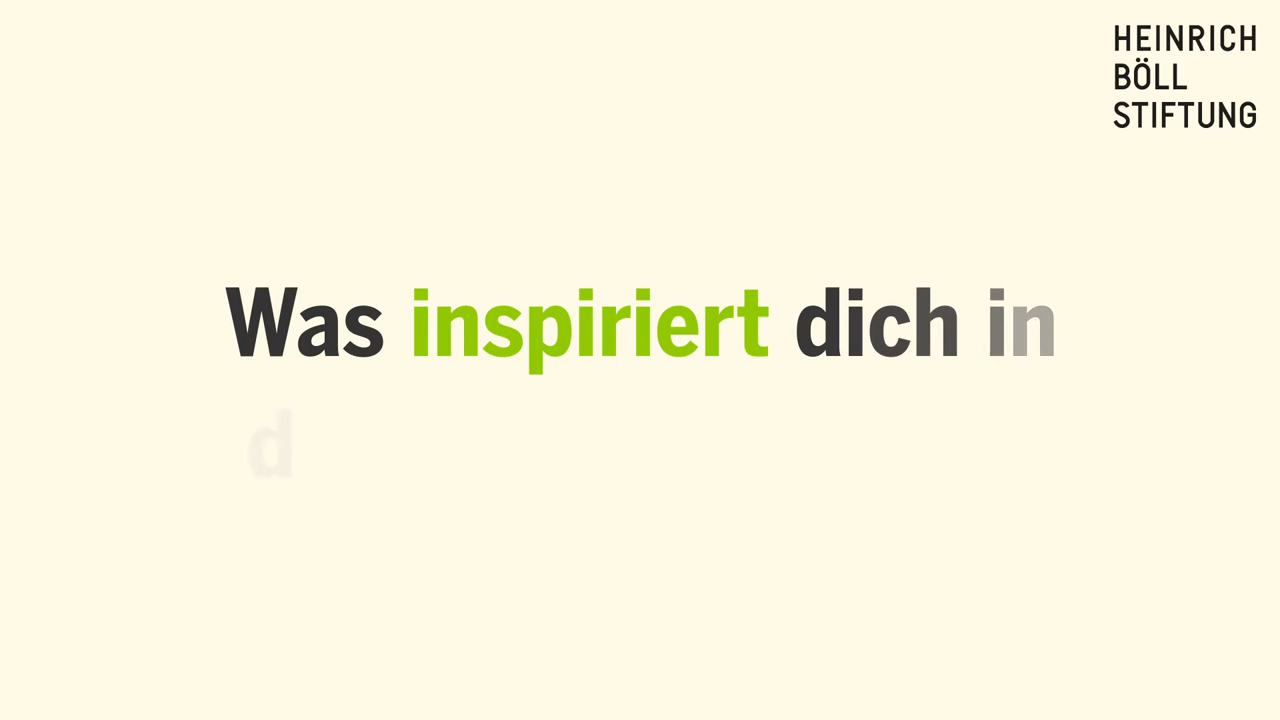 HEINRICH
BÖLL
STIFTUNG
Was inspiriert dich in
d